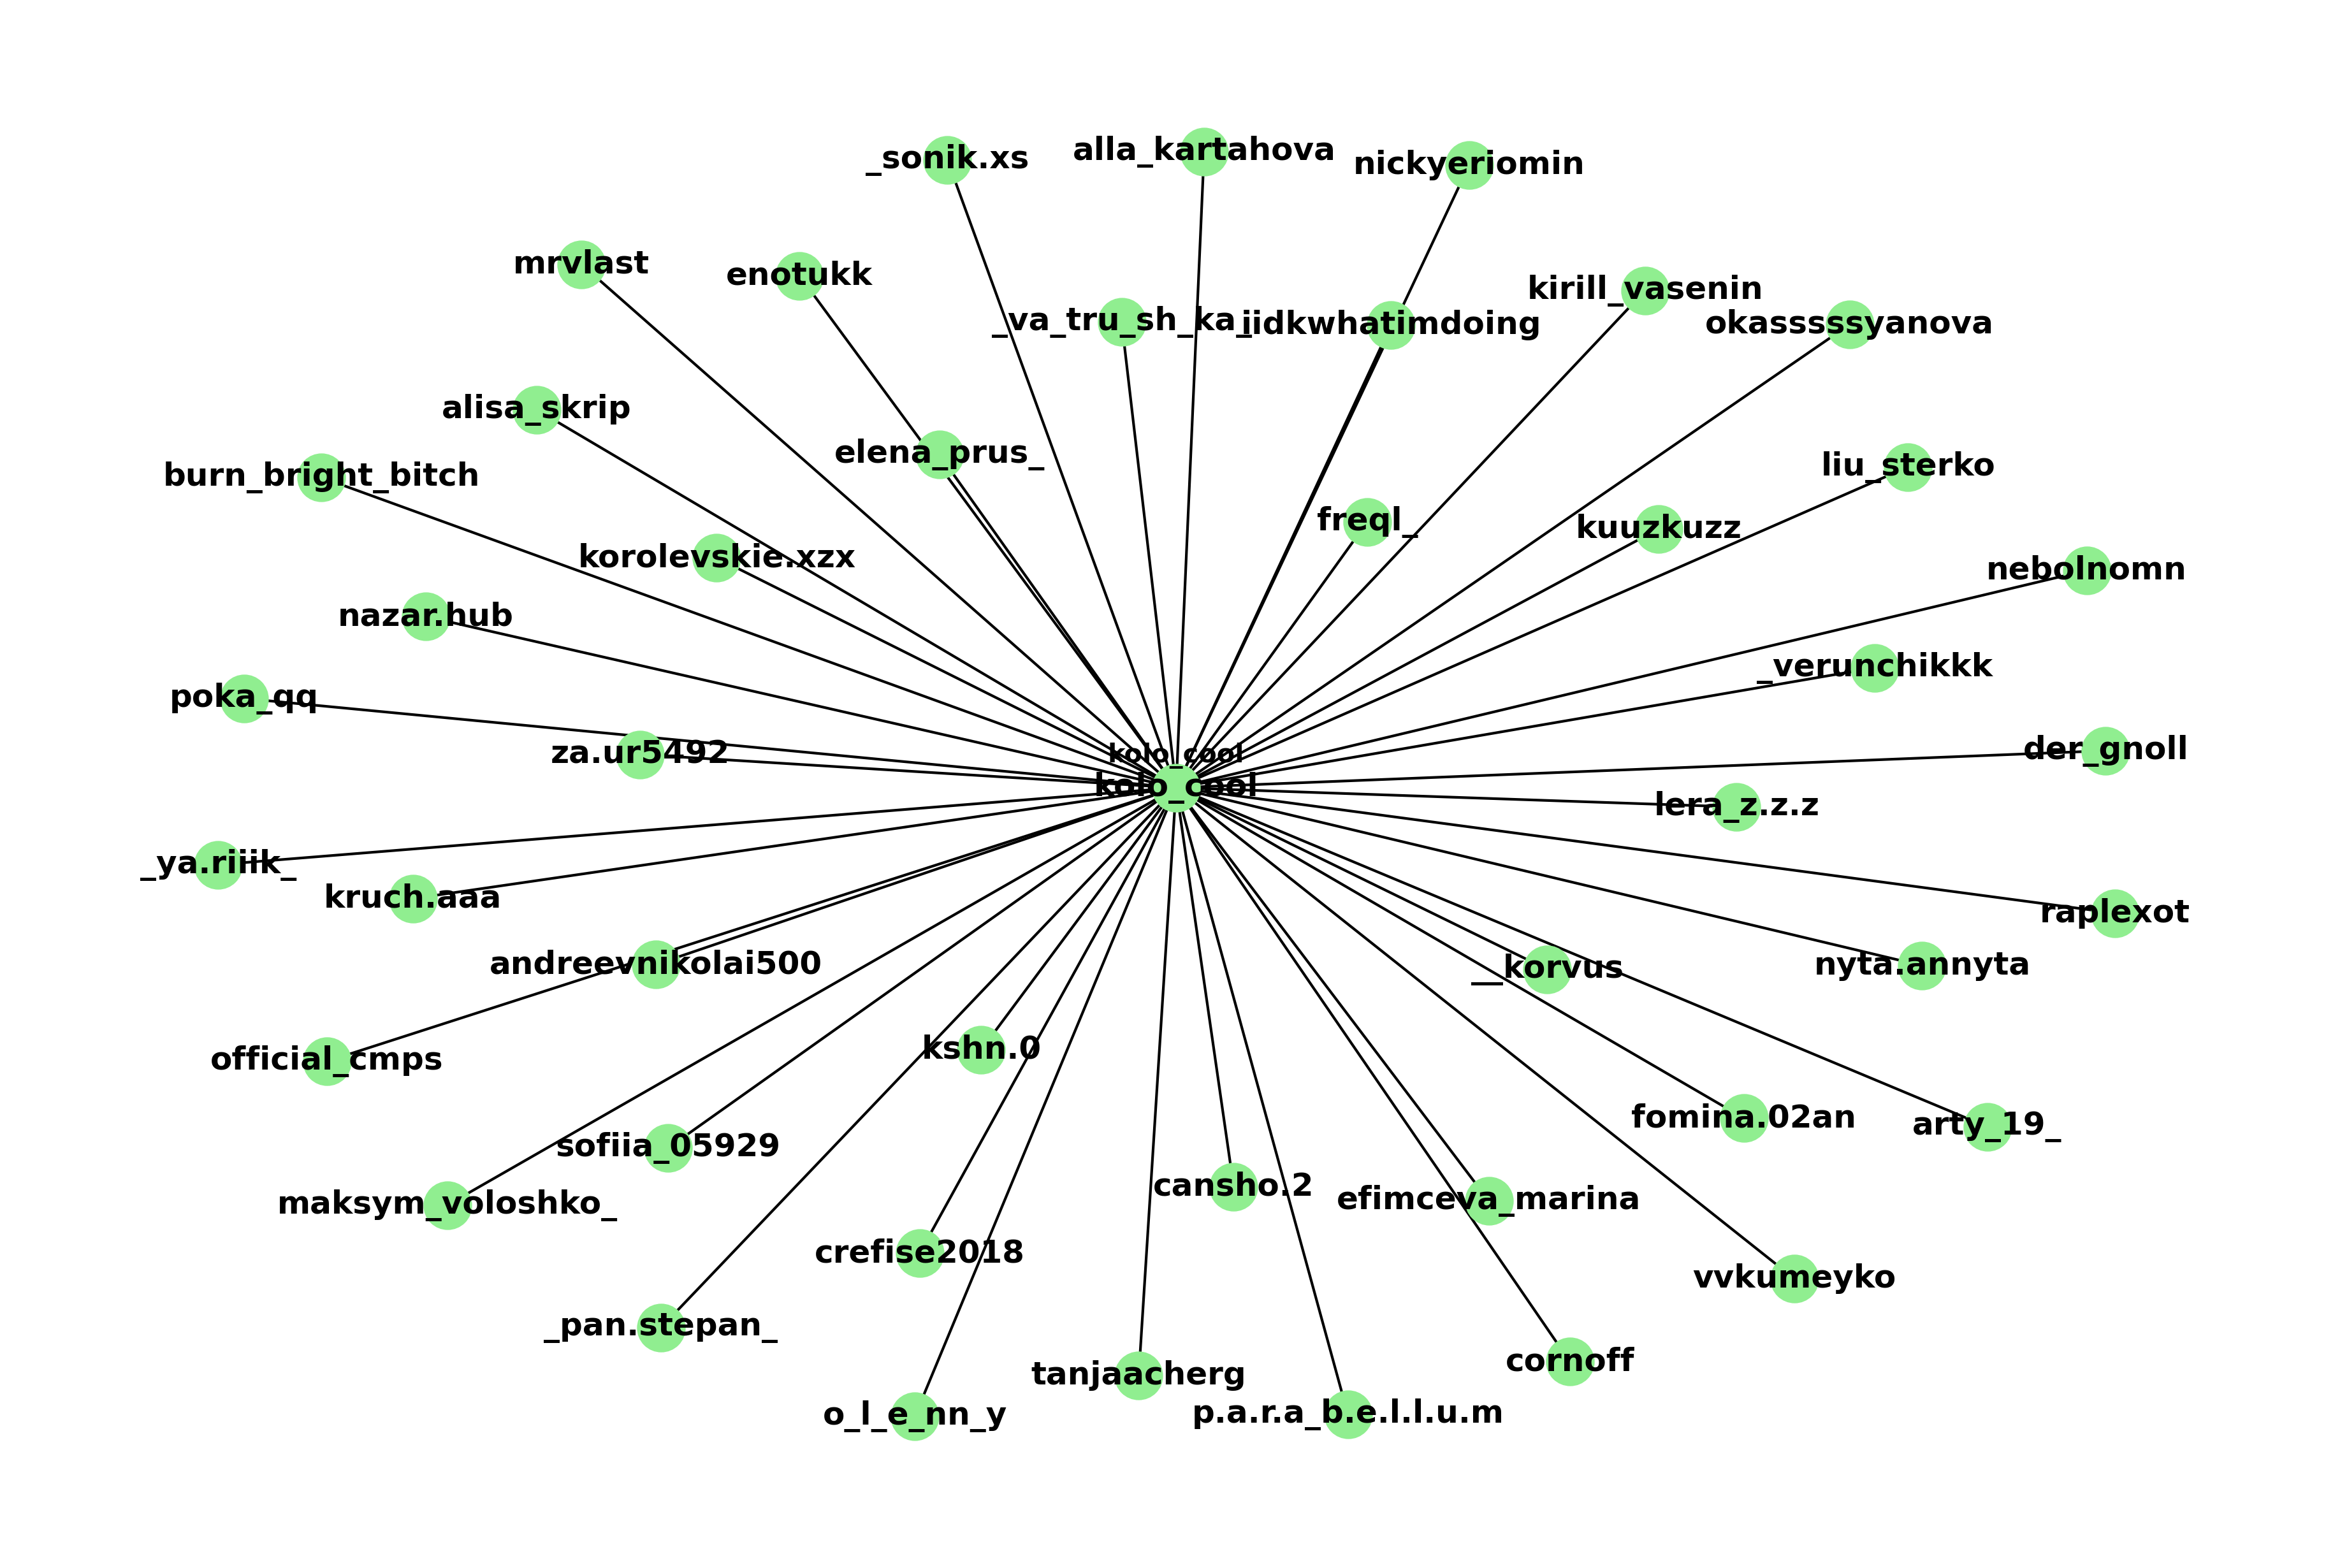 alla_kartahova
_sonik.xs
nickyeriomin
mrvlast
enotukk
kirill_vasenin
_va_tru_sh_ka_
iidkwhatimdoing
okasssssyanova
alisa_skrip
elena_prus_
liu_sterko
burn_bright_bitch
freql_
kuuzkuzz
korolevskie.xzx
nebolnomn
nazar.hub
_verunchikkk
poka_qq
za.ur5492
kolo_cool
der_gnoll
kolo_cool
lera_z.z.z
_ya.riiik_
kruch.aaa
raplexot
andreevnikolai500
__korvus
nyta.annyta
official_cmps
kshn.0
fomina.02an
arty_19_
sofiia_05929
cansho.2
efimceva_marina
maksym_voloshko_
crefise2018
vvkumeyko
_pan.stepan_
cornoff
tanjaacherg
o_l_e_nn_y
p.a.r.a_b.e.l.l.u.m